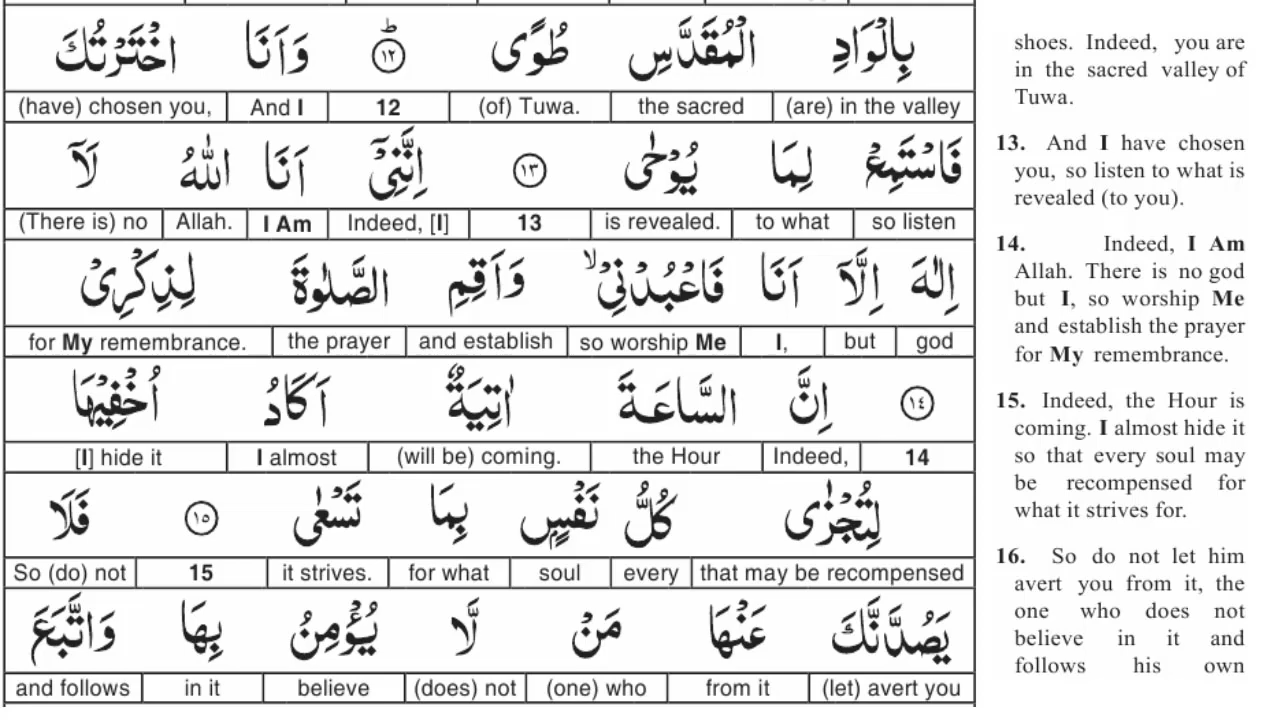 بِالْوَادِ الْمُقَدَّسِ طُوًى ۱۲ وَاَنَا اخْتَرْتُكَ
(are) in the valley the sacred (of) Tuwa. 12 And I (have) chosen you,
فَاسْتَمِعْ لِمَا يُوْحٰى ۱۳ اِنَّنِيْٓ اَنَا اللّٰهُ لَآ
so listen to what is revealed. 13 Indeed, [I] I Am Allah. (There is) no
اِلٰهَ اِلَّآ اَنَا فَاعْبُدْنِيْ ۙ وَاَقِمِ الصَّلٰوةَ لِذِكْرِيْ
god but I, so worship Me and establish the prayer for My remembrance.
۱٤ اِنَّ السَّاعَةَ اٰتِيَةٌ اَكَادُ اُخْفِيْهَا
14 Indeed, the Hour (will be) coming. I almost [I] hide it
لِتُجْزٰى كُلُّ نَفْسٍۢ بِمَا تَسْعٰى ۱۵ فَلَا
that may be recompensed every soul for what it strives. 15 So (do) not
يَصُدَّنَّكَ عَنْهَا مَنْ لَّا يُؤْمِنُ بِهَا وَاتَّبَعَ
(let) avert you from it (one) who (does) not believe in it and follows
shoes. Indeed, you are
in the sacred valley of
Tuwa.
13. And I have chosen
you, so listen to what is
revealed (to you).
14. Indeed, I Am
Allah. There is no god
but I, so worship Me
and establish the prayer
for My remembrance.
15. Indeed, the Hour is
coming. I almost hide it
so that every soul may
be recompensed for
what it strives for.
16. So do not let him
avert you from it, the
one who does not
believe in it and
follows his own